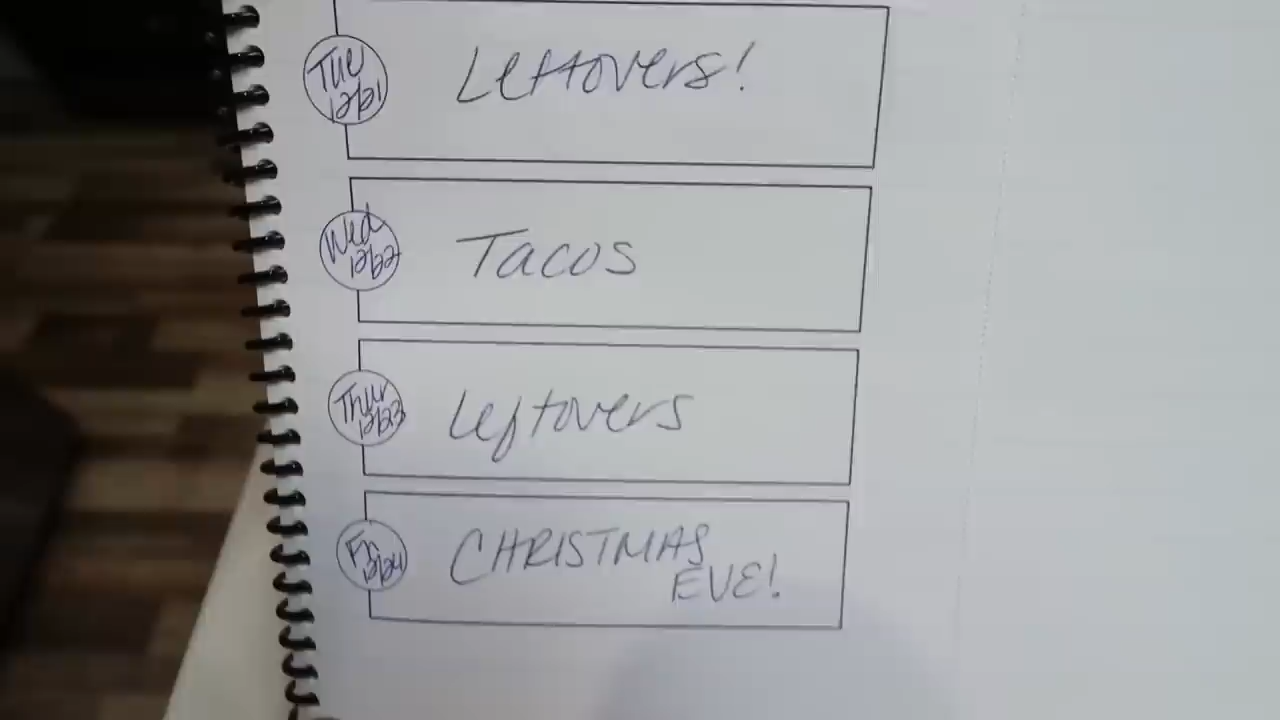 Tue
12/21
Leftovers!
Wed
12/22
Tacos
Thur
12/23
Leftovers
Fri
12/24
CHRISTMAS
EVE!